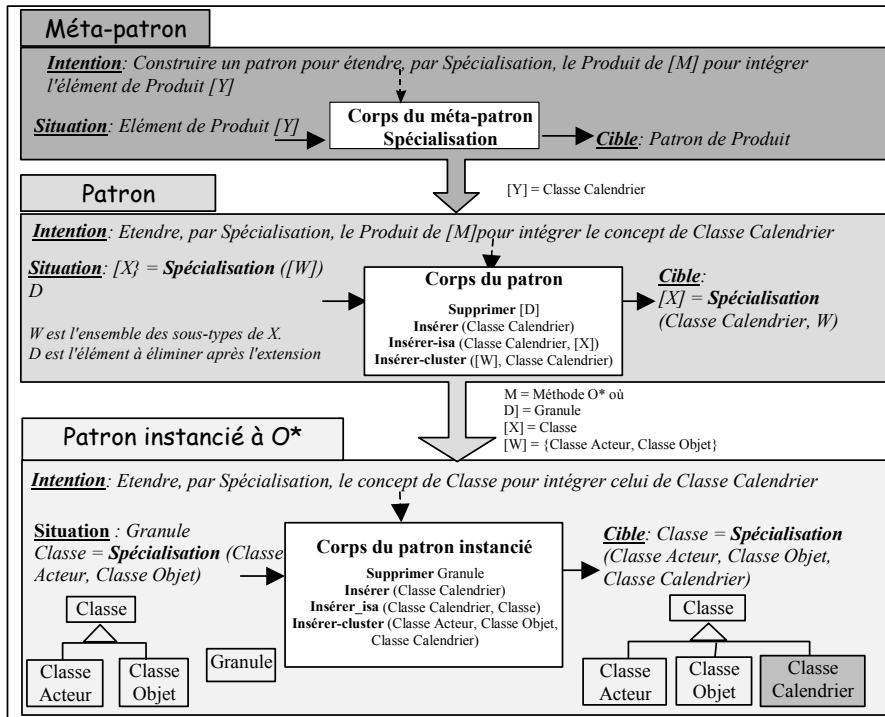 Méta-patron
Intention: Construire un patron pour étendre, par Spécialisation, le Produit de [M] pour intégrer
l'élément de Produit [Y]
Situation: Elément de Produit [Y]
Corps du méta-patron
Spécialisation
Cible: Patron de Produit
[Y] = Classe Calendrier
Patron
Intention: Etendre, par Spécialisation, le Produit de [M]pour intégrer le concept de Classe Calendrier
Situation: [X} = Spécialisation ([W])
D
W est l'ensemble des sous-types de X.
D est l'élément à éliminer après l'extension
Corps du patron
Supprimer [D]
Insérer (Classe Calendrier)
Insérer-isa (Classe Calendrier, [X])
Insérer-cluster ([W], Classe Calendrier)
Cible:
[X] = Spécialisation
(Classe Calendrier, W)
M = Méthode O* où
D] = Granule
[X] = Classe
[W] = {Classe Acteur, Classe Objet}
Patron instancié à O*
Intention: Etendre, par Spécialisation, le concept de Classe pour intégrer celui de Classe Calendrier
Situation : Granule
Classe = Spécialisation (Classe
Acteur, Classe Objet)
Corps du patron instancié
Supprimer Granule
Insérer (Classe Calendrier)
Insérer_isa (Classe Calendrier, Classe)
Insérer-cluster (Classe Acteur, Classe Objet,
Classe Calendrier)
Cible: Classe = Spécialisation
(Classe Acteur, Classe Objet,
Classe Calendrier)
Classe
Classe
Acteur
Classe
Objet
Granule
Classe
Classe
Acteur
Classe
Objet
Classe
Calendrier